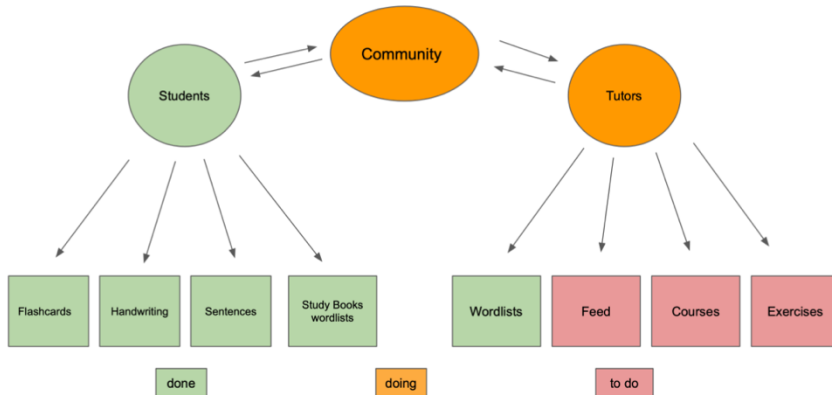 Community
Students
Tutors
Flashcards
Handwriting
Sentences
Study Books
wordlists
Wordlists
Feed
Courses
Exercises
done
doing
to do